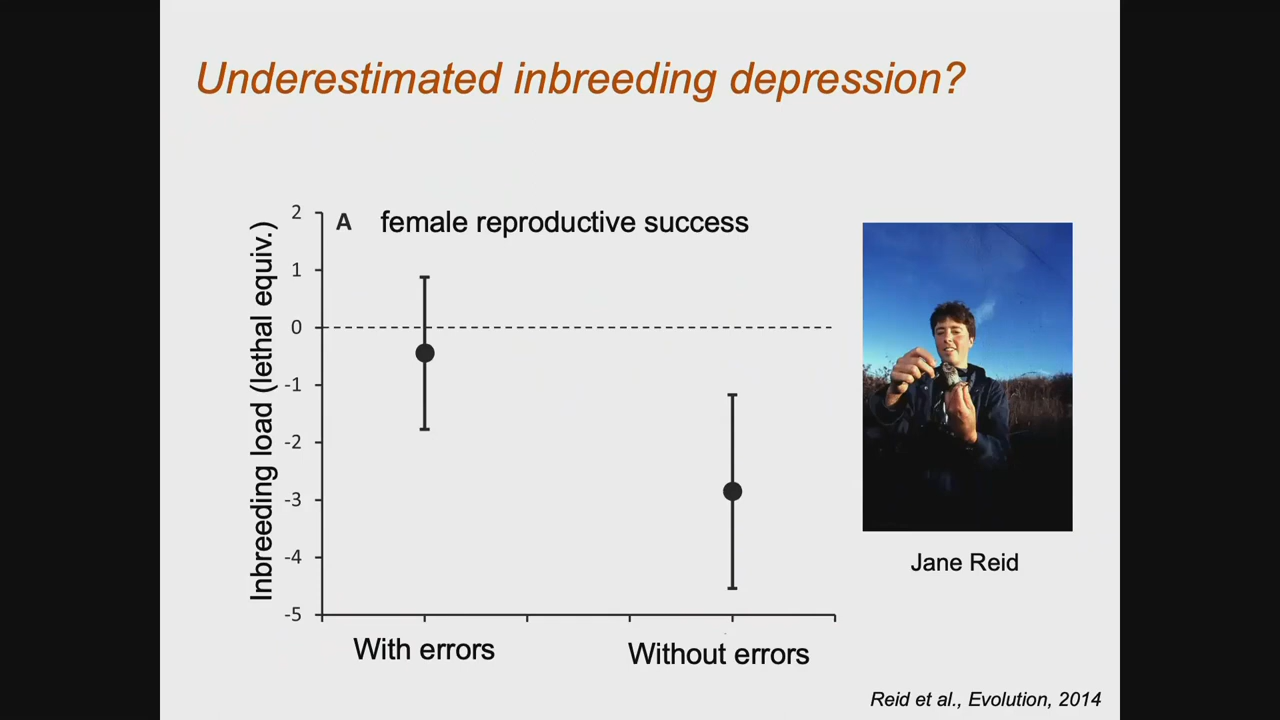 Underestimated inbreeding depression?
A female reproductive success
Inbreeding load (lethal equiv.)
2
1
0
-1
-2
-3
-4
-5
With errors
Without errors
Jane Reid
Reid et al., Evolution, 2014